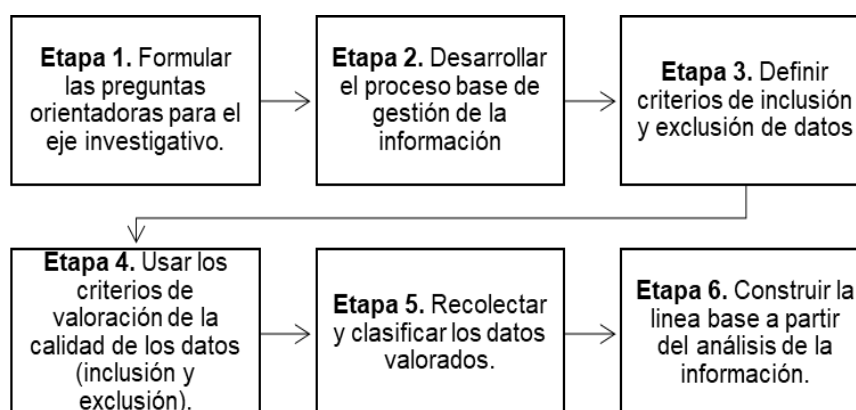 Etapa 1. Formular
las preguntas
orientadoras para el
eje investigativo.
Etapa 2. Desarrollar
el proceso base de
gestión de la
información
Etapa 3. Definir
criterios de inclusión
y exclusión de datos
Etapa 4. Usar los
criterios de
valoración de la
calidad de los datos
(inclusión y
exclusión).
Etapa 5. Recolectar
y clasificar los datos
valorados.
Etapa 6. Construir la
linea base a partir
del análisis de la
información.